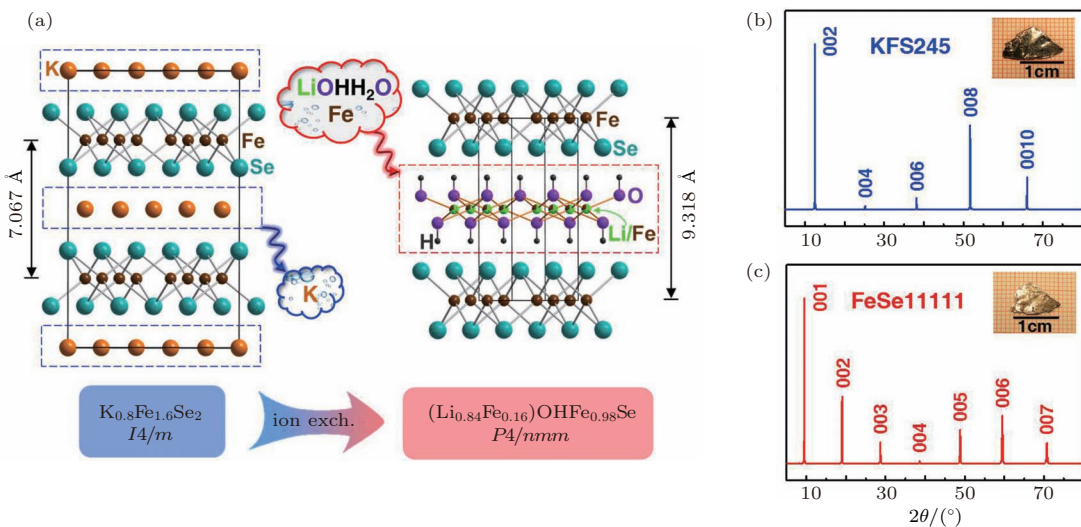 (a)
K
Fe
Se
7.067 Å
LiOHH₂O
Fe
K
Fe
Se
O
Li/Fe
H
9.318 Å
K₀.₈Fe₁.₆Se₂
I4/m
ion exch.
(Li₀.₈₄Fe₀.₁₆)OHFe₀.₉₈Se
P4/nmm
(b)
KFS245
1cm
002
004
006
008
0010
10 30 50 70
(c)
FeSe11111
1cm
001
002
003
004
005
006
007
10 30 50 70
2θ/(°)